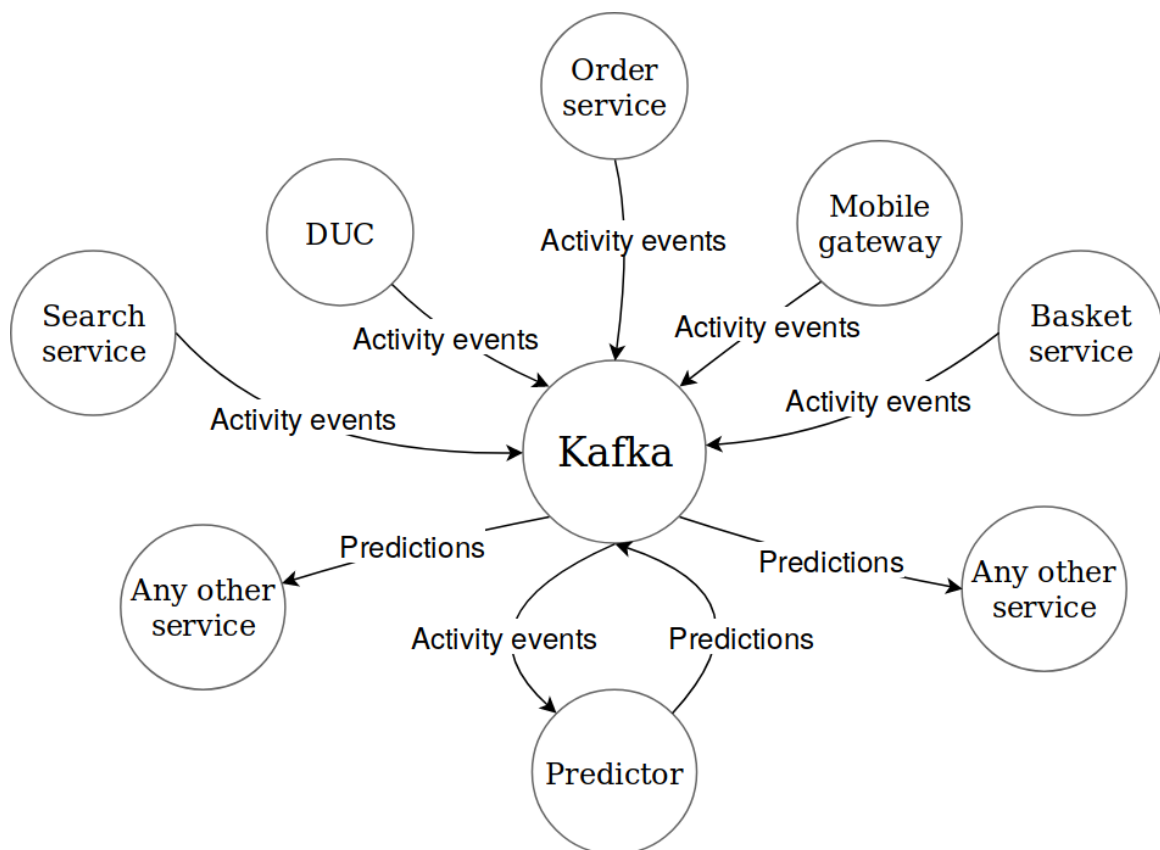 Order
service
DUC
Mobile
gateway
Activity events
Search
service
Basket
service
Activity events
Activity events
Activity events
Activity events
Kafka
Predictions
Predictions
Any other
service
Any other
service
Activity events
Predictions
Predictor